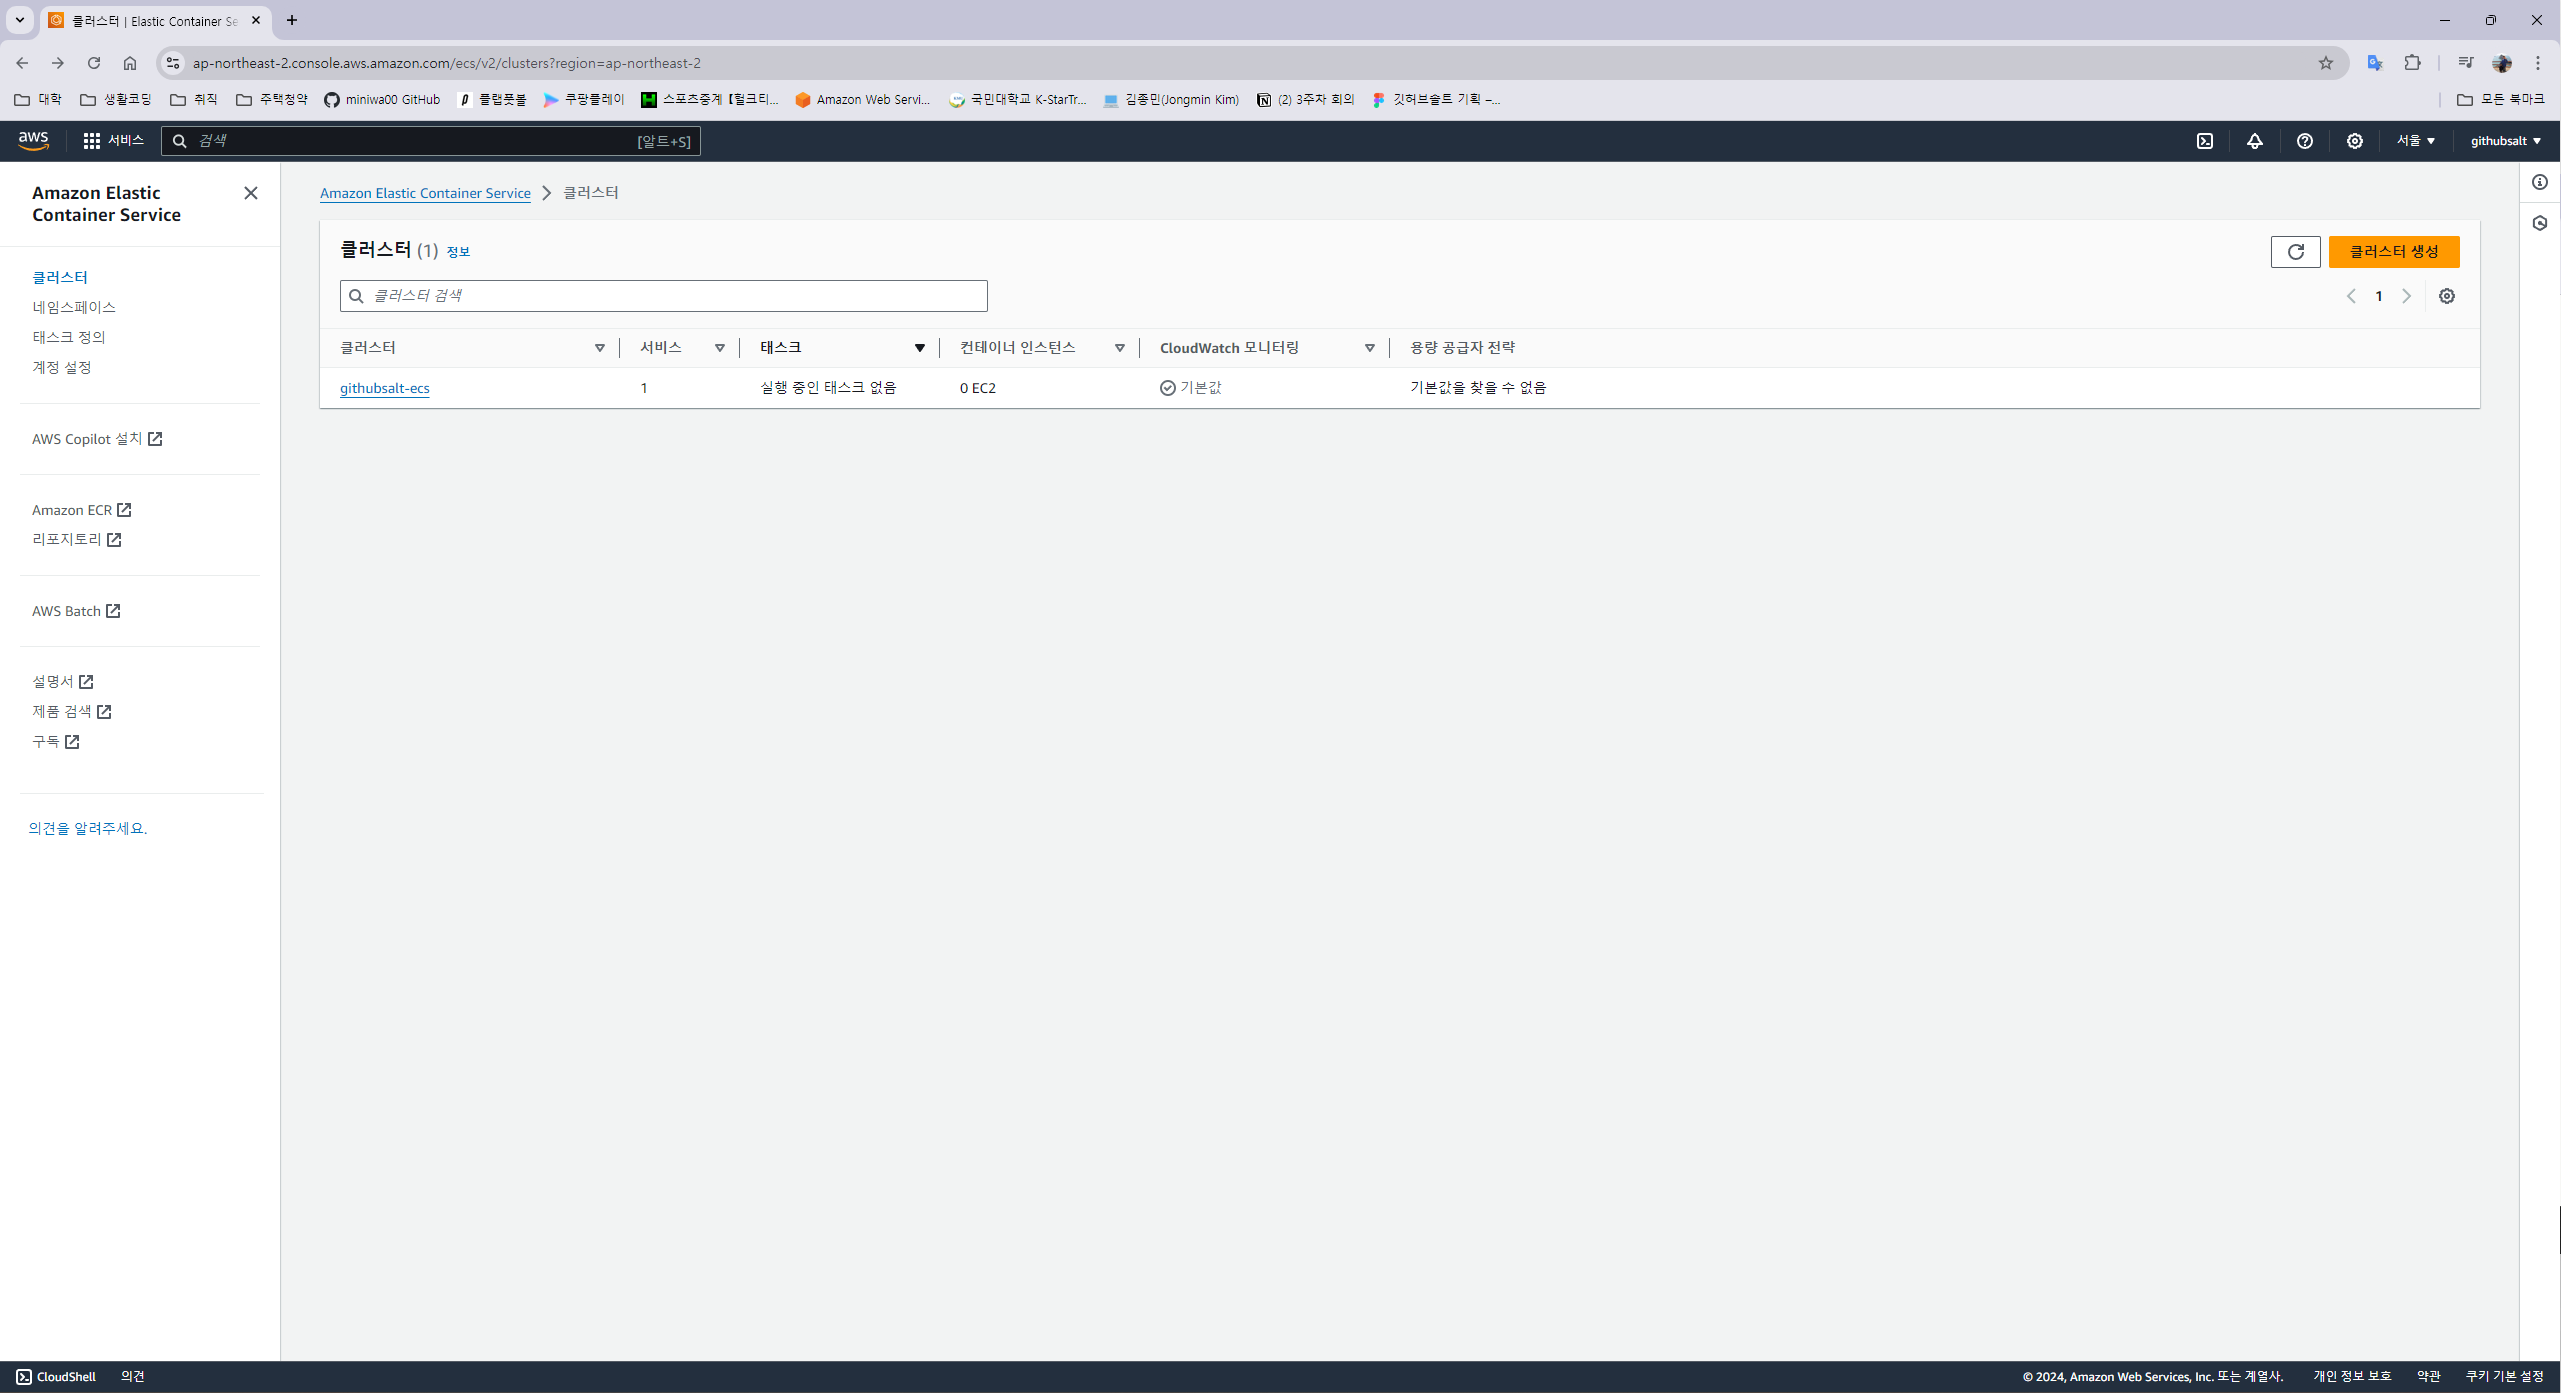 클러스터 | Elastic Container Se
ap-northeast-2.console.aws.amazon.com/ecs/v2/clusters?region=ap-northeast-2
대학 생활코딩 취직 주택청약 miniwa00 GitHub 플랩풋볼 쿠팡플레이 스포츠중계【헐크티... Amazon Web Servi... 국민대학교 K-StarTr... 김종민(Jongmin Kim) (2) 3주차 회의 깃허브솔트 기획 –... 모든 북마크
aws 서비스 검색 [알트+S] 서울 githubsalt
Amazon Elastic
Container Service
클러스터
네임스페이스
태스크 정의
계정 설정
AWS Copilot 설치
Amazon ECR
리포지토리
AWS Batch
설명서
제품 검색
구독
의견을 알려주세요.
Amazon Elastic Container Service 클러스터
클러스터 (1) 정보
클러스터 생성
클러스터 검색
1
클러스터 서비스 태스크 컨테이너 인스턴스 CloudWatch 모니터링 용량 공급자 전략
githubsalt-ecs 1 실행 중인 태스크 없음 0 EC2 기본값 기본값을 찾을 수 없음
CloudShell 의견 © 2024, Amazon Web Services, Inc. 또는 계열사. 개인 정보 보호 약관 쿠키 기본 설정